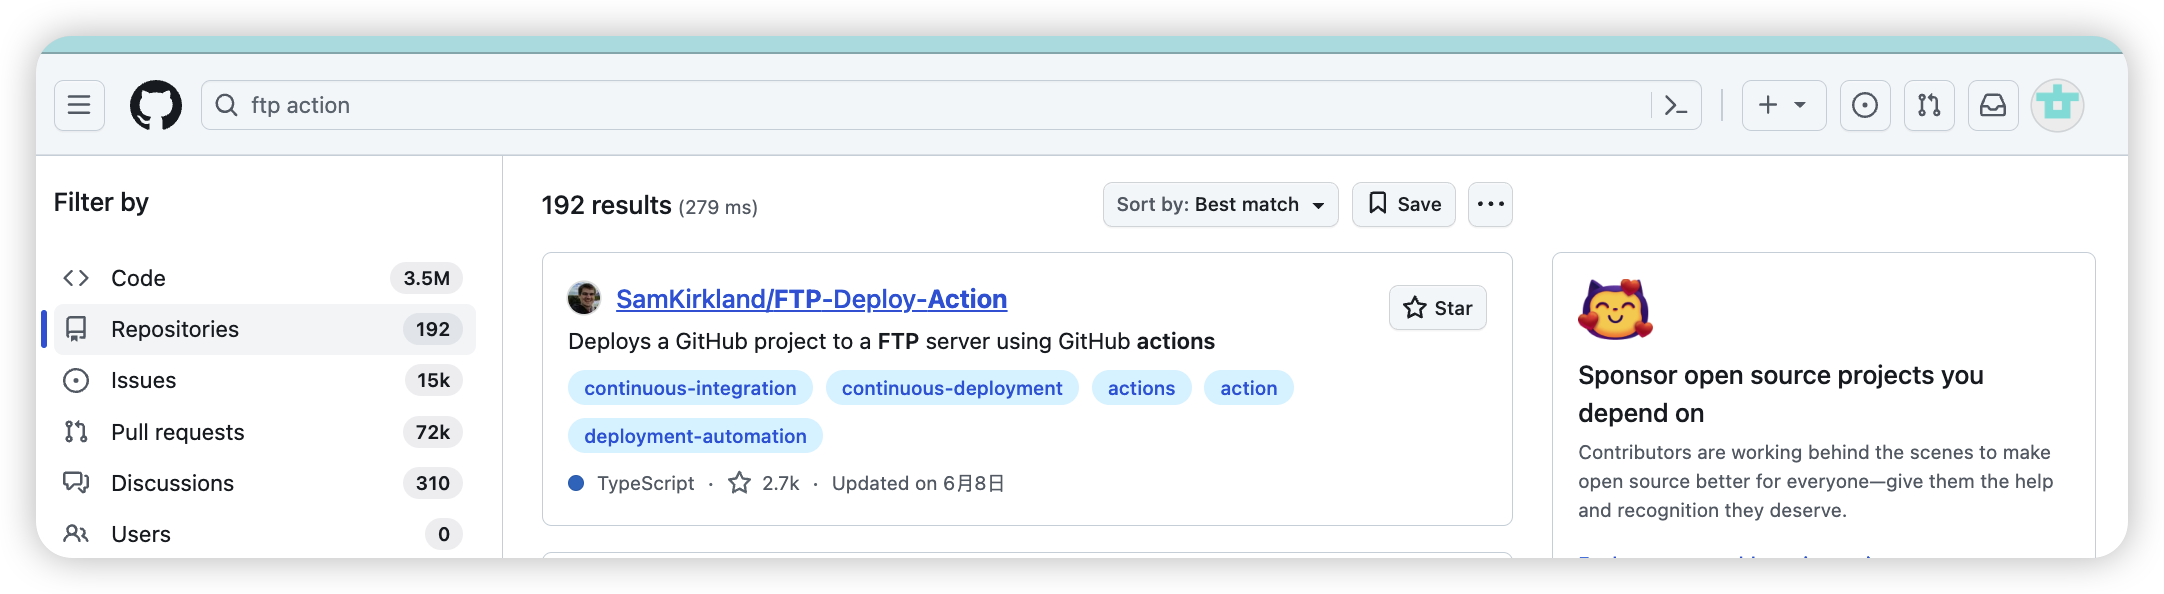 ftp action
Filter by
Code 3.5M
Repositories 192
Issues 15k
Pull requests 72k
Discussions 310
Users 0
192 results (279 ms)
Sort by: Best match
Save
SamKirkland/FTP-Deploy-Action
Star
Deploys a GitHub project to a FTP server using GitHub actions
continuous-integration continuous-deployment actions action
deployment-automation
TypeScript · 2.7k · Updated on 6月8日
Sponsor open source projects you
depend on
Contributors are working behind the scenes to make
open source better for everyone—give them the help
and recognition they deserve.